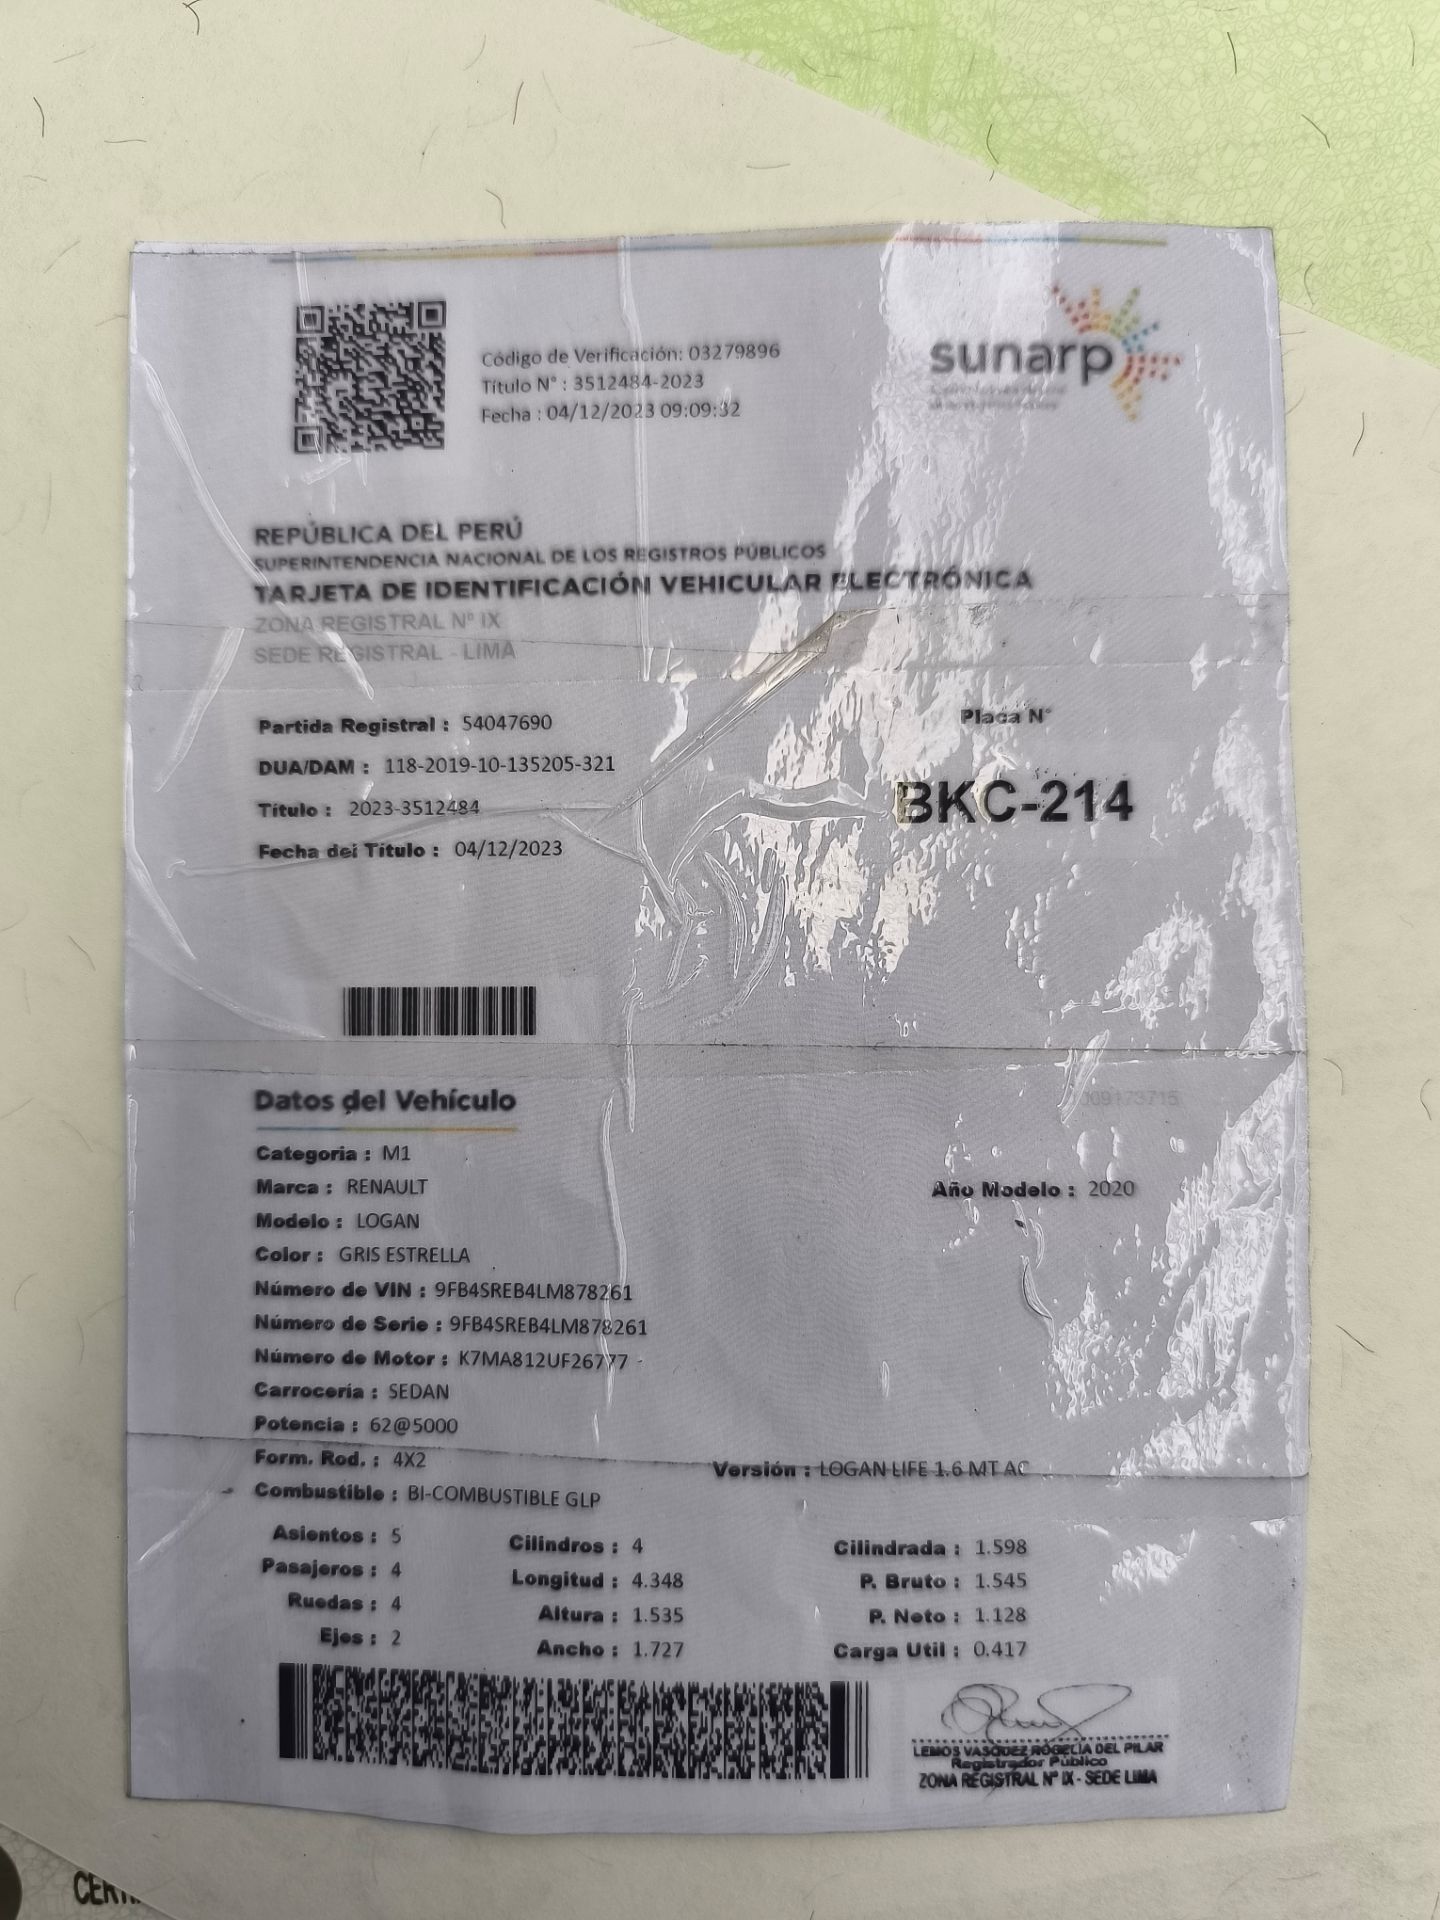 Código de Verificación: 03279896
Título N° : 3512484-2023
Fecha : 04/12/2023 09:09:32
sunarp
REPÚBLICA DEL PERÚ
SUPERINTENDENCIA NACIONAL DE LOS REGISTROS PÚBLICOS
TARJETA DE IDENTIFICACIÓN VEHICULAR ELECTRÓNICA
ZONA REGISTRAL N° IX
SEDE REGISTRAL - LIMA
Partida Registral : 54047690
DUA/DAM : 118-2019-10-135205-321
Título : 2023-3512484
Fecha del Título : 04/12/2023
Placa N°
BKC-214
Datos del Vehículo
Categoria : M1
Marca : RENAULT
Año Modelo : 2020
Modelo : LOGAN
Color : GRIS ESTRELLA
Número de VIN : 9FB4SREB4LM878261
Número de Serie : 9FB4SREB4LM878261
Número de Motor : K7MA812UF26777
Carrocería : SEDAN
Potencia : 62@5000
Form. Rod. : 4X2
Versión : LOGAN LIFE 1.6 MT AC
Combustible : BI-COMBUSTIBLE GLP
Asientos : 5
Pasajeros : 4
Ruedas : 4
Ejes : 2
Cilindros : 4
Longitud : 4.348
Altura : 1.535
Ancho : 1.727
Cilindrada : 1.598
P. Bruto : 1.545
P. Neto : 1.128
Carga Util : 0.417
LEMOS VASQUEZ ROGELIA DEL PILAR
Registrador Público
ZONA REGISTRAL N° IX - SEDE LIMA